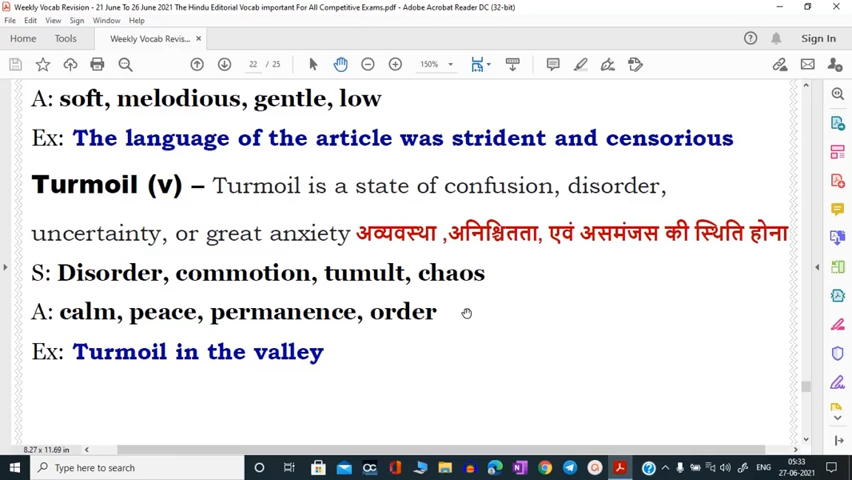 Weekly Vocab Revision - 21 June To 26 June 2021 The Hindu Editorial Vocab important For All Competitive Exams.pdf - Adobe Acrobat Reader DC (32-bit)
File Edit View Sign Window Help
Home Tools Weekly Vocab Revis... × Sign In
22 / 25 150%
A: soft, melodious, gentle, low
Ex: The language of the article was strident and censorious
Turmoil (v) – Turmoil is a state of confusion, disorder,
uncertainty, or great anxiety अव्यवस्था ,अनिश्चितता, एवं असमंजस की स्थिति होना
S: Disorder, commotion, tumult, chaos
A: calm, peace, permanence, order
Ex: Turmoil in the valley
8.27 x 11.69 in
Type here to search ENG 05:33
27-06-2021